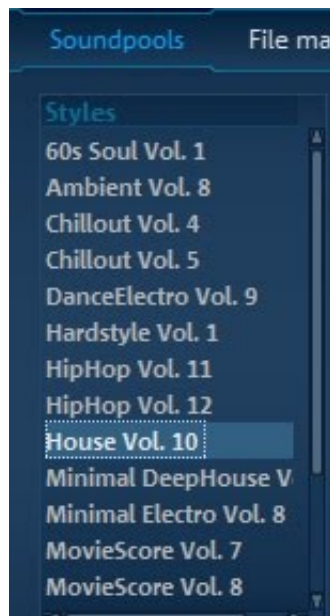 Soundpools File ma
Styles
60s Soul Vol. 1
Ambient Vol. 8
Chillout Vol. 4
Chillout Vol. 5
DanceElectro Vol. 9
Hardstyle Vol. 1
HipHop Vol. 11
HipHop Vol. 12
House Vol. 10
Minimal DeepHouse V
Minimal Electro Vol. 8
MovieScore Vol. 7
MovieScore Vol. 8